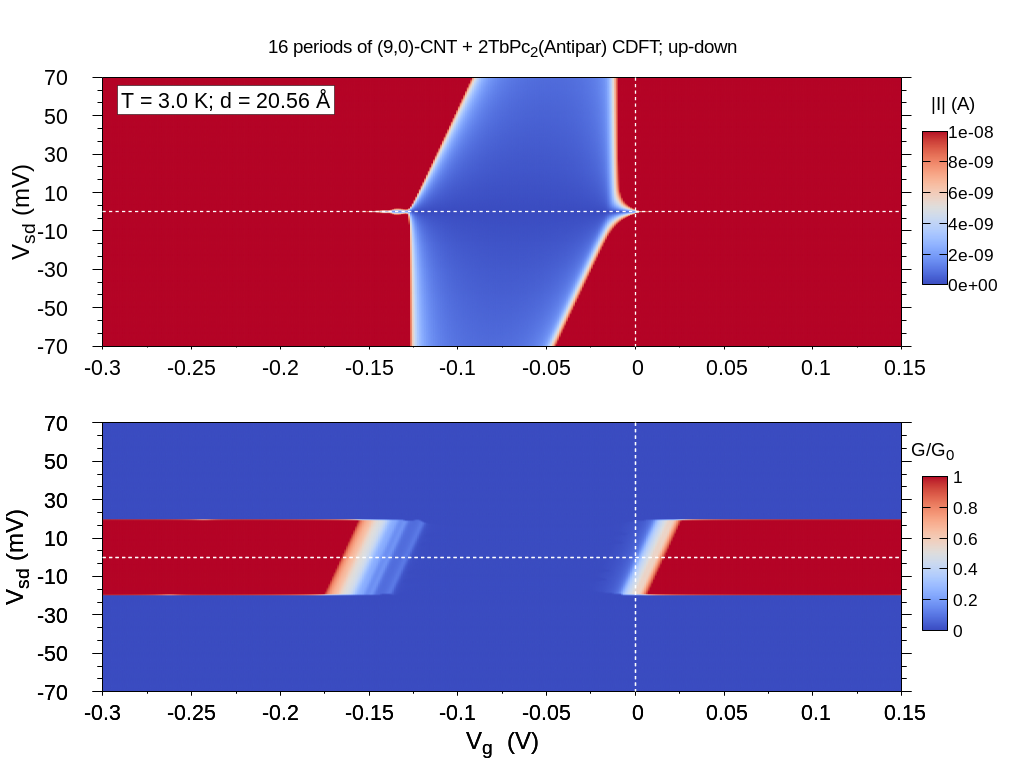 16 periods of (9,0)-CNT + 2TbPc2(Antipar) CDFT; up-down
T = 3.0 K; d = 20.56 Å
|I| (A)
1e-08
8e-09
6e-09
4e-09
2e-09
0e+00
Vsd (mV)
70
50
30
10
-10
-30
-50
-70
-0.3 -0.25 -0.2 -0.15 -0.1 -0.05 0 0.05 0.1 0.15
G/G0
1
0.8
0.6
0.4
0.2
0
Vsd (mV)
70
50
30
10
-10
-30
-50
-70
-0.3 -0.25 -0.2 -0.15 -0.1 -0.05 0 0.05 0.1 0.15
Vg (V)